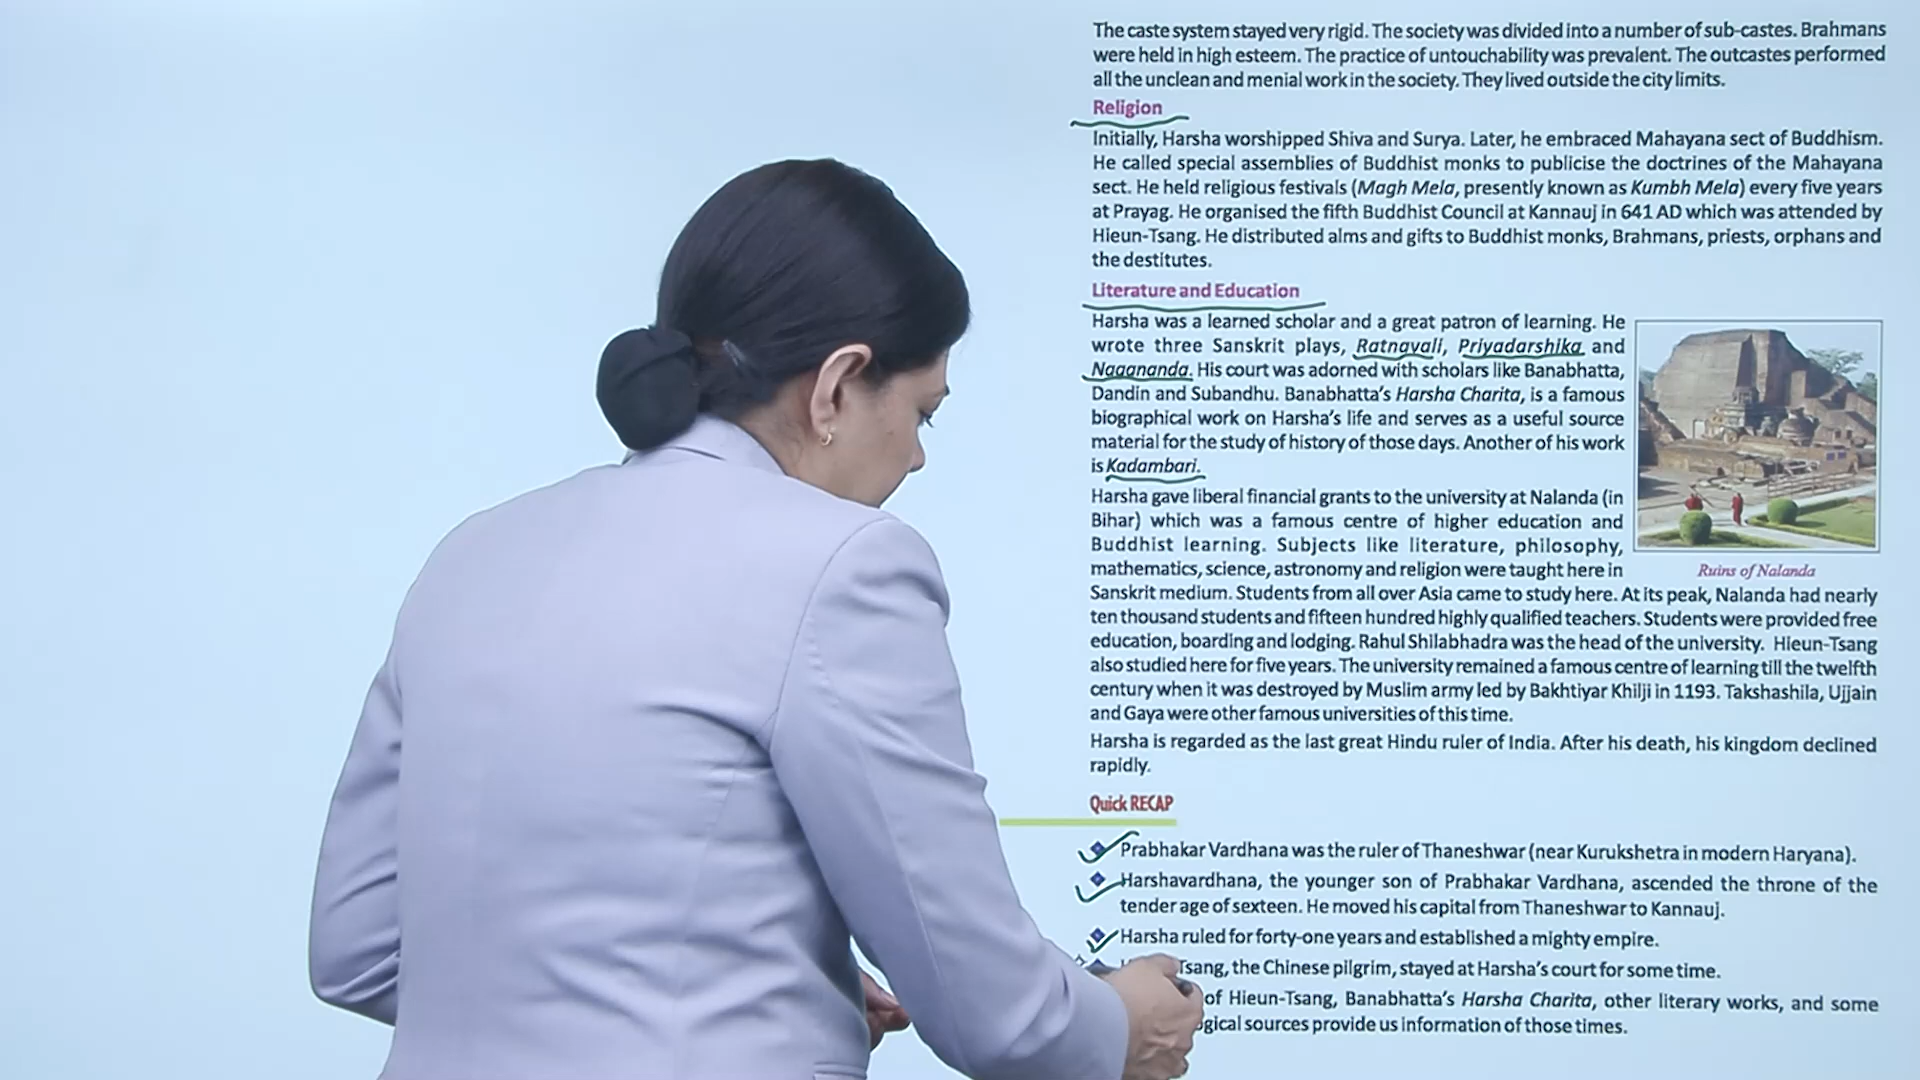 The caste system stayed very rigid. The society was divided into a number of sub-castes. Brahmans
were held in high esteem. The practice of untouchability was prevalent. The outcastes performed
all the unclean and menial work in the society. They lived outside the city limits.
Religion
Initially, Harsha worshipped Shiva and Surya. Later, he embraced Mahayana sect of Buddhism.
He called special assemblies of Buddhist monks to publicise the doctrines of the Mahayana
sect. He held religious festivals (Magh Mela, presently known as Kumbh Mela) every five years
at Prayag. He organised the fifth Buddhist Council at Kannauj in 641 AD which was attended by
Hieun-Tsang. He distributed alms and gifts to Buddhist monks, Brahmans, priests, orphans and
the destitutes.
Literature and Education
Harsha was a learned scholar and a great patron of learning. He
wrote three Sanskrit plays, Ratnavali, Priyadarshika and
Nagananda. His court was adorned with scholars like Banabhatta,
Dandin and Subandhu. Banabhatta's Harsha Charita, is a famous
biographical work on Harsha's life and serves as a useful source
material for the study of history of those days. Another of his work
is Kadambari.
Harsha gave liberal financial grants to the university at Nalanda (in
Bihar) which was a famous centre of higher education and
Buddhist learning. Subjects like literature, philosophy,
mathematics, science, astronomy and religion were taught here in
Ruins of Nalanda
Sanskrit medium. Students from all over Asia came to study here. At its peak, Nalanda had nearly
ten thousand students and fifteen hundred highly qualified teachers. Students were provided free
education, boarding and lodging. Rahul Shilabhadra was the head of the university. Hieun-Tsang
also studied here for five years. The university remained a famous centre of learning till the twelfth
century when it was destroyed by Muslim army led by Bakhtiyar Khilji in 1193. Takshashila, Ujjain
and Gaya were other famous universities of this time.
Harsha is regarded as the last great Hindu ruler of India. After his death, his kingdom declined
rapidly.
Quick RECAP
Prabhakar Vardhana was the ruler of Thaneshwar (near Kurukshetra in modern Haryana).
Harshavardhana, the younger son of Prabhakar Vardhana, ascended the throne of the
tender age of sexteen. He moved his capital from Thaneshwar to Kannauj.
Harsha ruled for forty-one years and established a mighty empire.
Tsang, the Chinese pilgrim, stayed at Harsha's court for some time.
of Hieun-Tsang, Banabhatta's Harsha Charita, other literary works, and some
gical sources provide us information of those times.